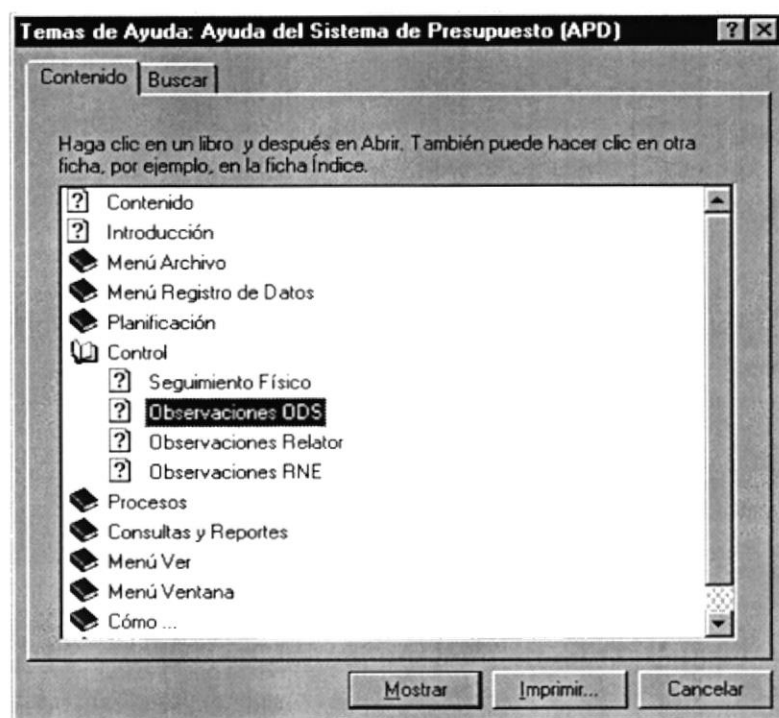 Temas de Ayuda: Ayuda del Sistema de Presupuesto (APD)
Contenido
Buscar
Haga clic en un libro y después en Abrir. También puede hacer clic en otra
ficha, por ejemplo, en la ficha Índice.
Contenido
Introducción
Menú Archivo
Menú Registro de Datos
Planificación
Control
Seguimiento Físico
Observaciones ODS
Observaciones Relator
Observaciones RNE
Procesos
Consultas y Reportes
Menú Ver
Menú Ventana
Cómo ...
Mostrar
Imprimir...
Cancelar